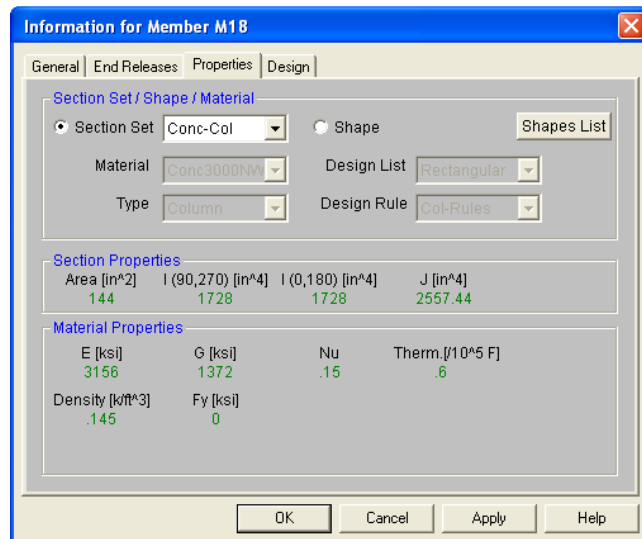 Information for Member M18
General End Releases Properties Design
Section Set / Shape / Material
Section Set Conc-Col Shape Shapes List
Material Conc3000NW Design List Rectangular
Type Column Design Rule Col-Rules
Section Properties
Area [in^2] I (90,270) [in^4] I (0,180) [in^4] J [in^4]
144 1728 1728 2557.44
Material Properties
E [ksi] G [ksi] Nu Therm.[/10^5 F]
3156 1372 .15 .6
Density [k/ft^3] Fy [ksi]
.145 0
OK Cancel Apply Help